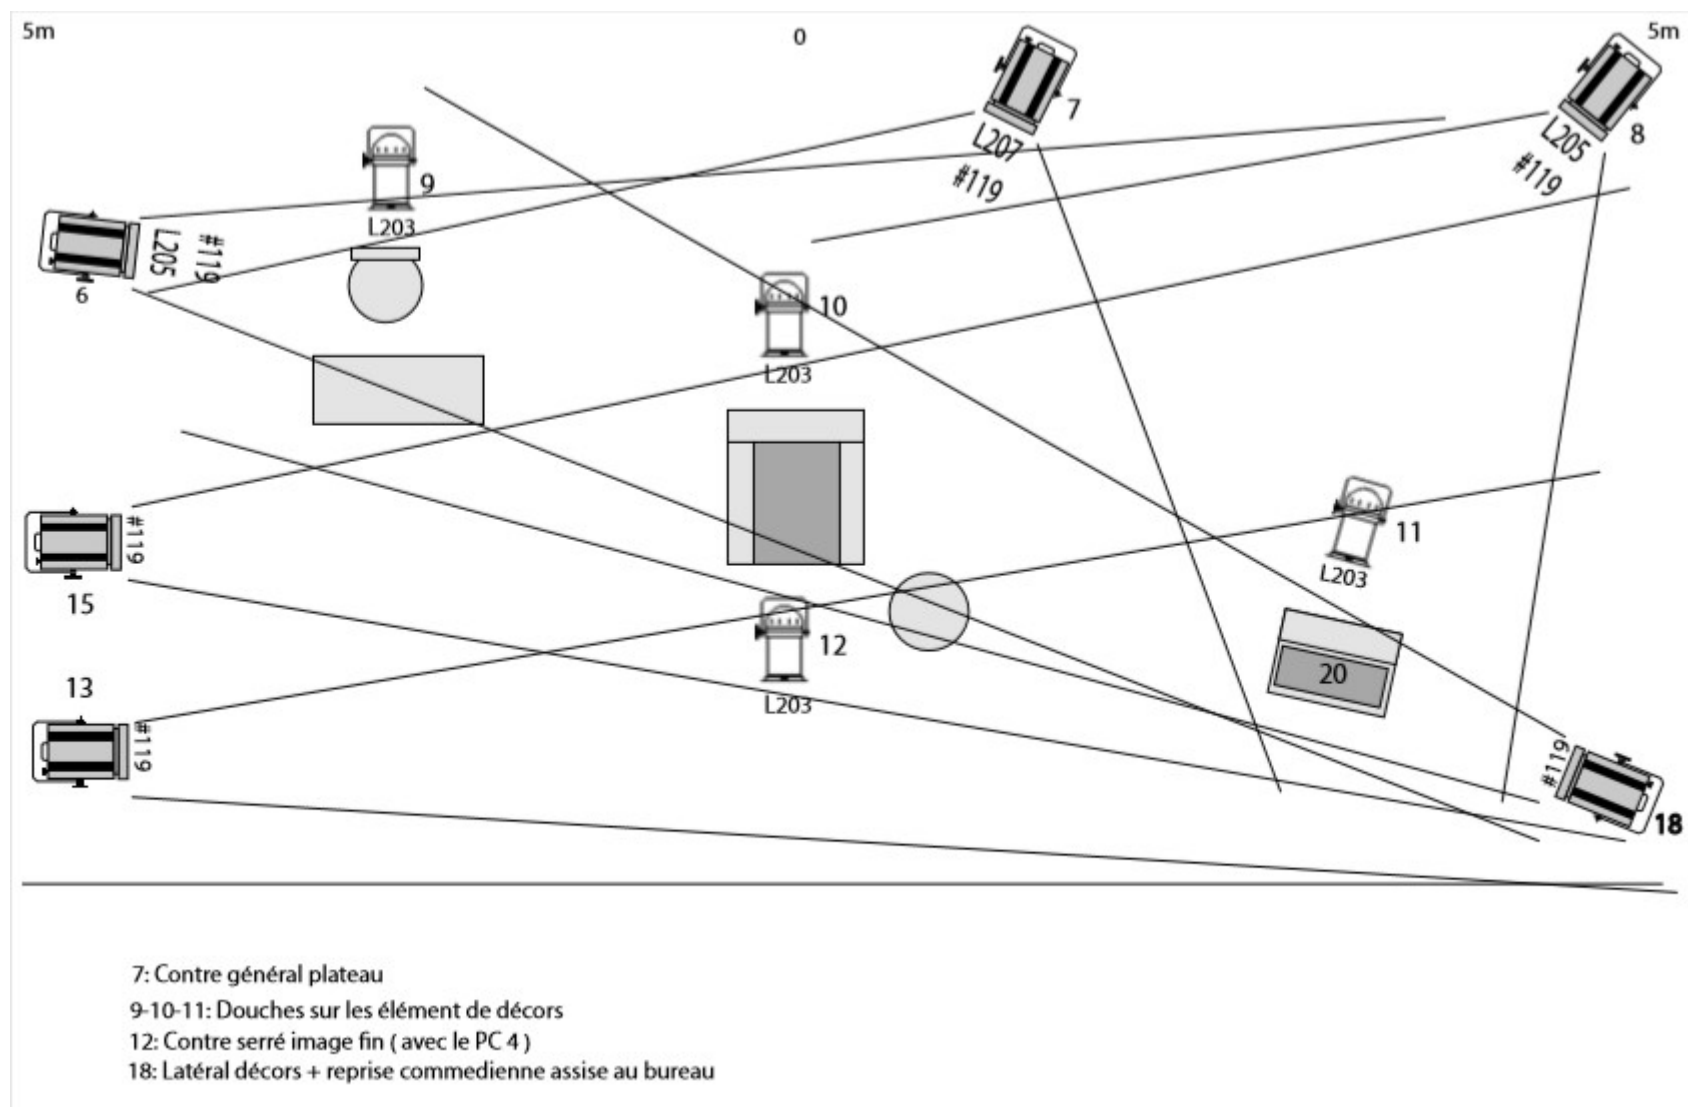 5m
0
5m
7
L207
#119
8
L205
#119
9
L203
L205
#119
6
10
L203
11
L203
#119
15
12
L203
13
#119
20
#119
18
7: Contre général plateau
9-10-11: Douches sur les élément de décors
12: Contre serré image fin ( avec le PC 4 )
18: Latéral décors + reprise commedienne assise au bureau